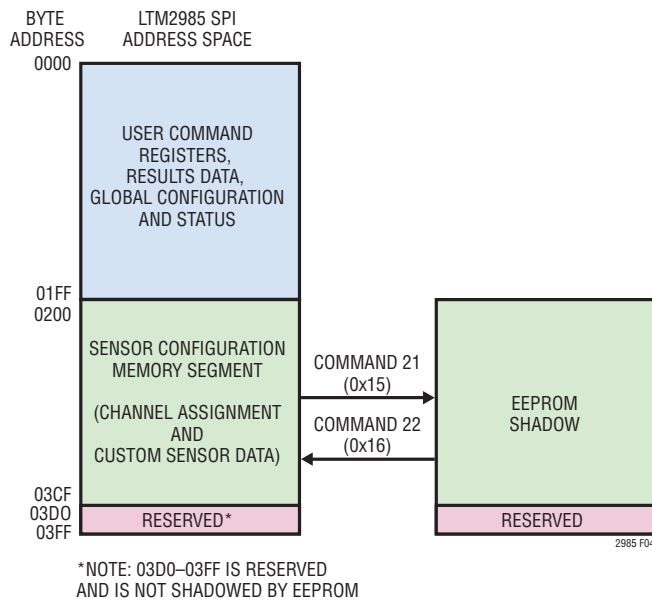 BYTE
ADDRESS
LTM2985 SPI
ADDRESS SPACE
0000
USER COMMAND
REGISTERS,
RESULTS DATA,
GLOBAL CONFIGURATION
AND STATUS
01FF
0200
SENSOR CONFIGURATION
MEMORY SEGMENT
(CHANNEL ASSIGNMENT
AND
CUSTOM SENSOR DATA)
COMMAND 21
(0x15)
COMMAND 22
(0x16)
EEPROM
SHADOW
03CF
03D0
03FF
RESERVED*
RESERVED
2985 F04
*NOTE: 03D0–03FF IS RESERVED
AND IS NOT SHADOWED BY EEPROM